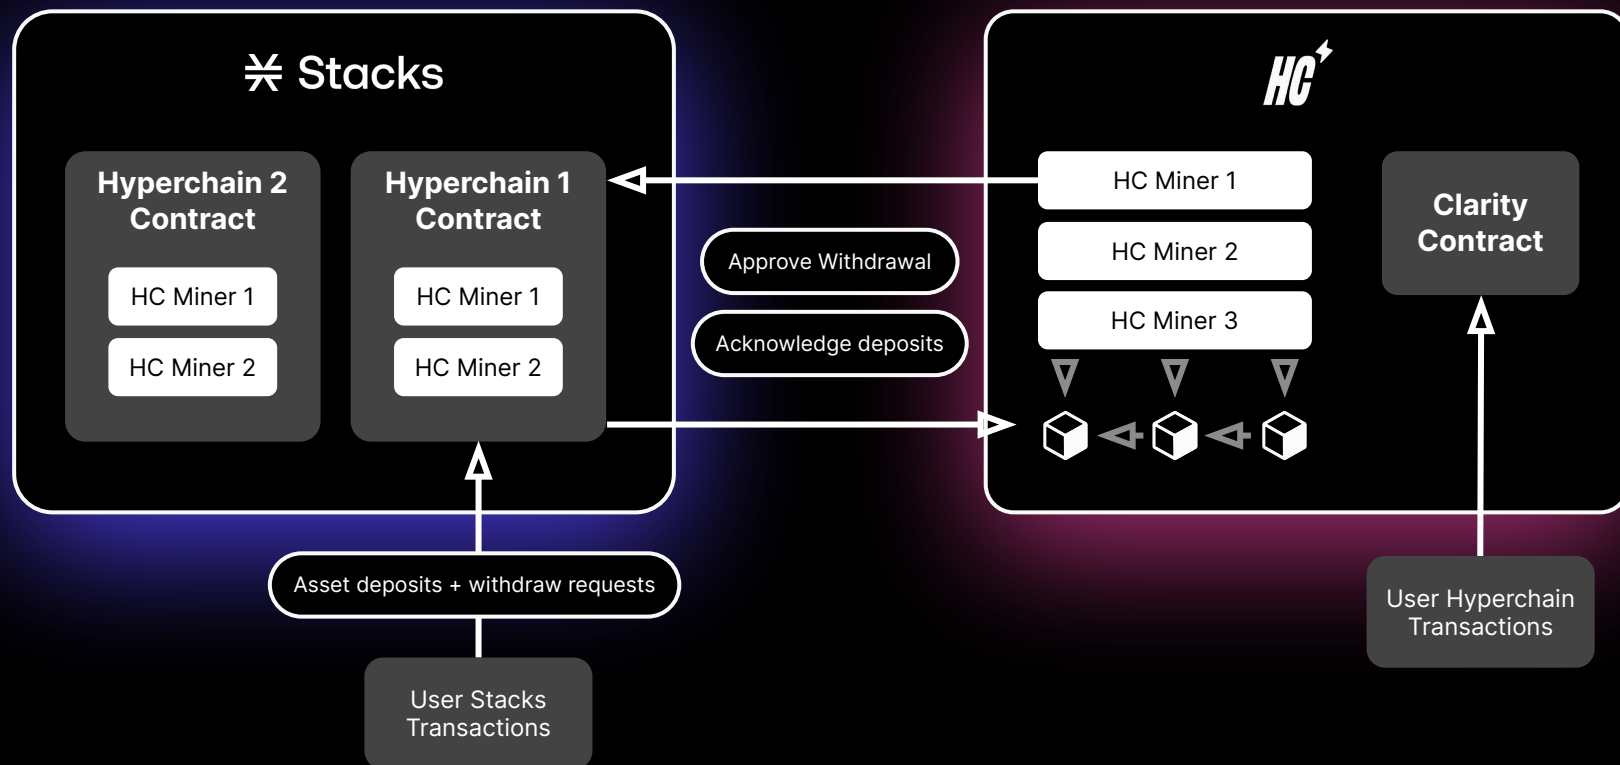 Stacks
Hyperchain 2
Contract
HC Miner 1
HC Miner 2
Hyperchain 1
Contract
HC Miner 1
HC Miner 2
Approve Withdrawal
Acknowledge deposits
HC
HC Miner 1
HC Miner 2
HC Miner 3
Clarity
Contract
Asset deposits + withdraw requests
User Stacks
Transactions
User Hyperchain
Transactions